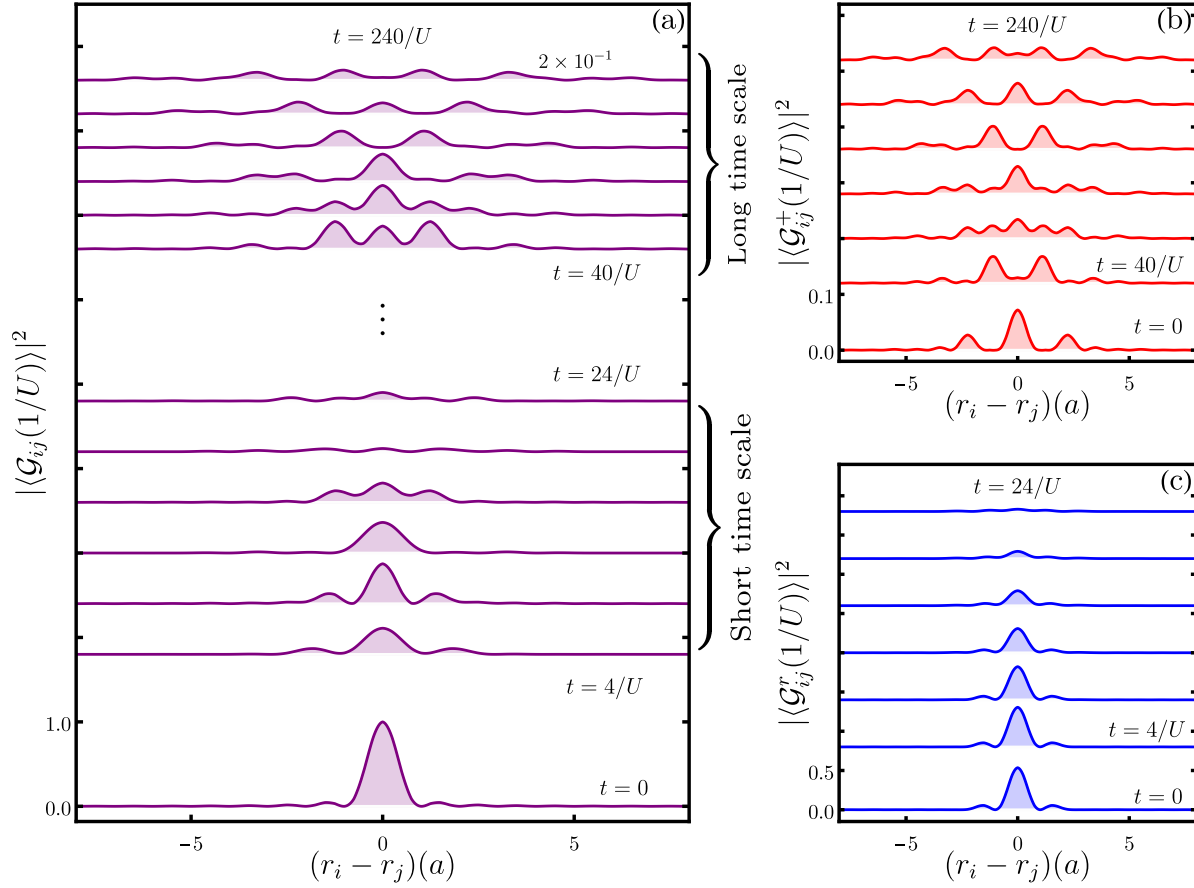 (a)
t = 240/U
2 × 10⁻¹
t = 40/U
t = 24/U
t = 4/U
t = 0
1.0
0.0
−5
0
5
(r_i − r_j)(a)
|⟨𝒢_ij(1/U)⟩|²
Long time scale
Short time scale
(b)
t = 240/U
t = 40/U
t = 0
0.1
0.0
−5
0
5
(r_i − r_j)(a)
|⟨𝒢⁺_ij(1/U)⟩|²
(c)
t = 24/U
t = 4/U
t = 0
0.5
0.0
−5
0
5
(r_i − r_j)(a)
|⟨𝒢^r_ij(1/U)⟩|²